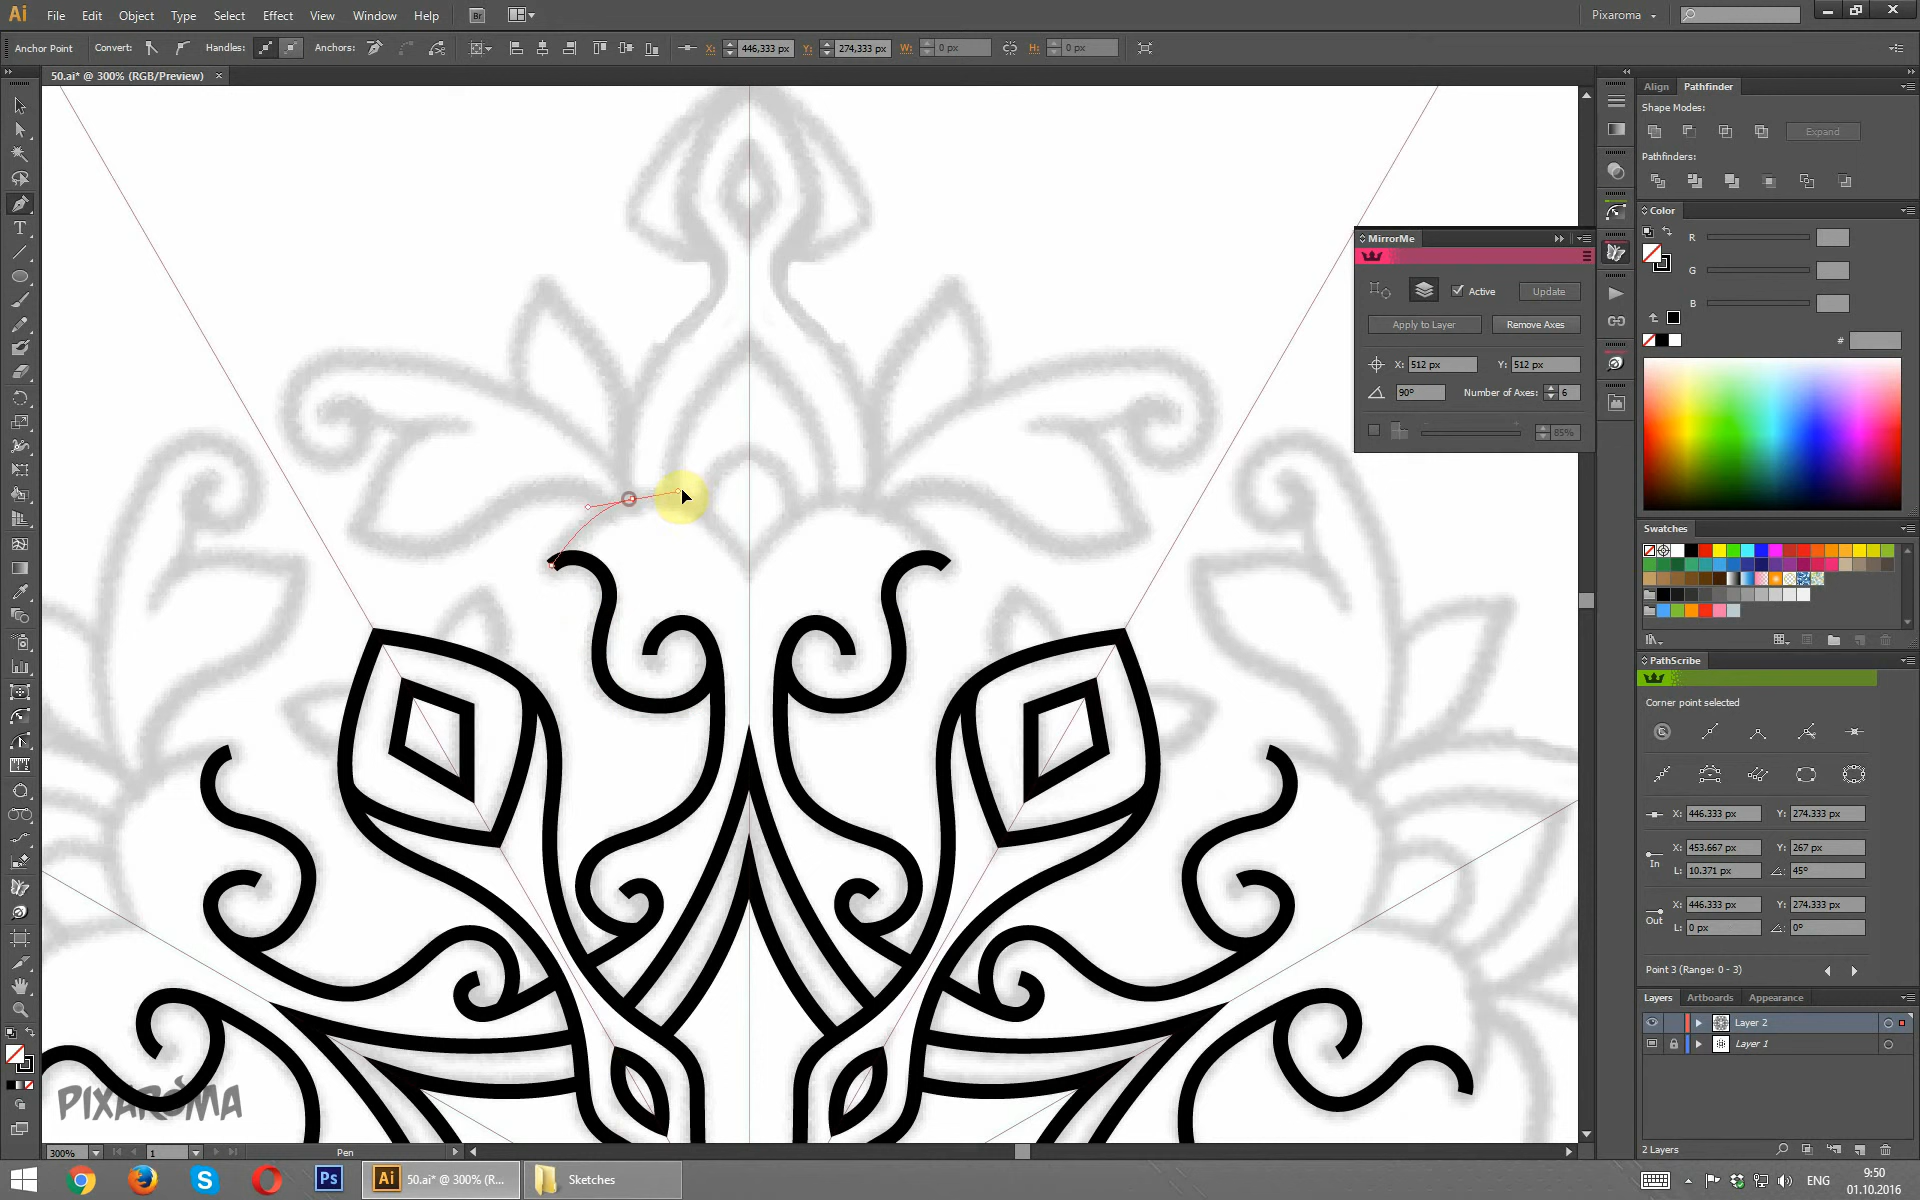 Ai File Edit Object Type Select Effect View Window Help Br Pixaroma
Anchor Point Convert: Handles: Anchors: X: 446,333 px Y: 274,333 px W: 0 px H: 0 px
50.ai* @ 300% (RGB/Preview) ×
Align Pathfinder
Shape Modes:
Expand
Pathfinders:
Color
R
G
B
#
MirrorMe
Active Update
Apply to Layer Remove Axes
X: 512 px Y: 512 px
90° Number of Axes: 6
85%
Swatches
PathScribe
Corner point selected
X: 446.333 px Y: 274.333 px
X: 453.667 px Y: 267 px
In
L: 10.371 px 45°
X: 446.333 px Y: 274.333 px
Out
L: 0 px 0°
Point 3 (Range: 0 - 3)
Layers Artboards Appearance
Layer 2
Layer 1
2 Layers
PIXAROMA
300% 1 Pen
Ps Ai 50.ai* @ 300% (R... Sketches
ENG 9:50
01.10.2016